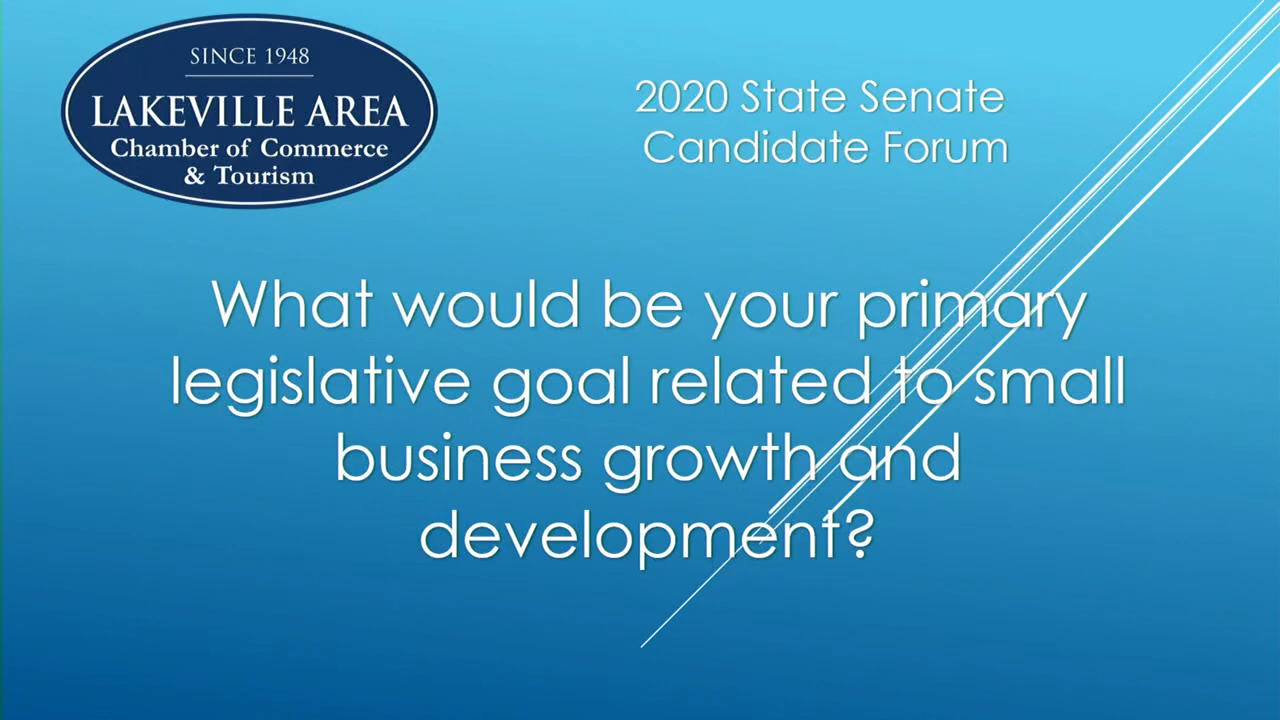 SINCE 1948
LAKEVILLE AREA
Chamber of Commerce
& Tourism
2020 State Senate
Candidate Forum
What would be your primary
legislative goal related to small
business growth and
development?